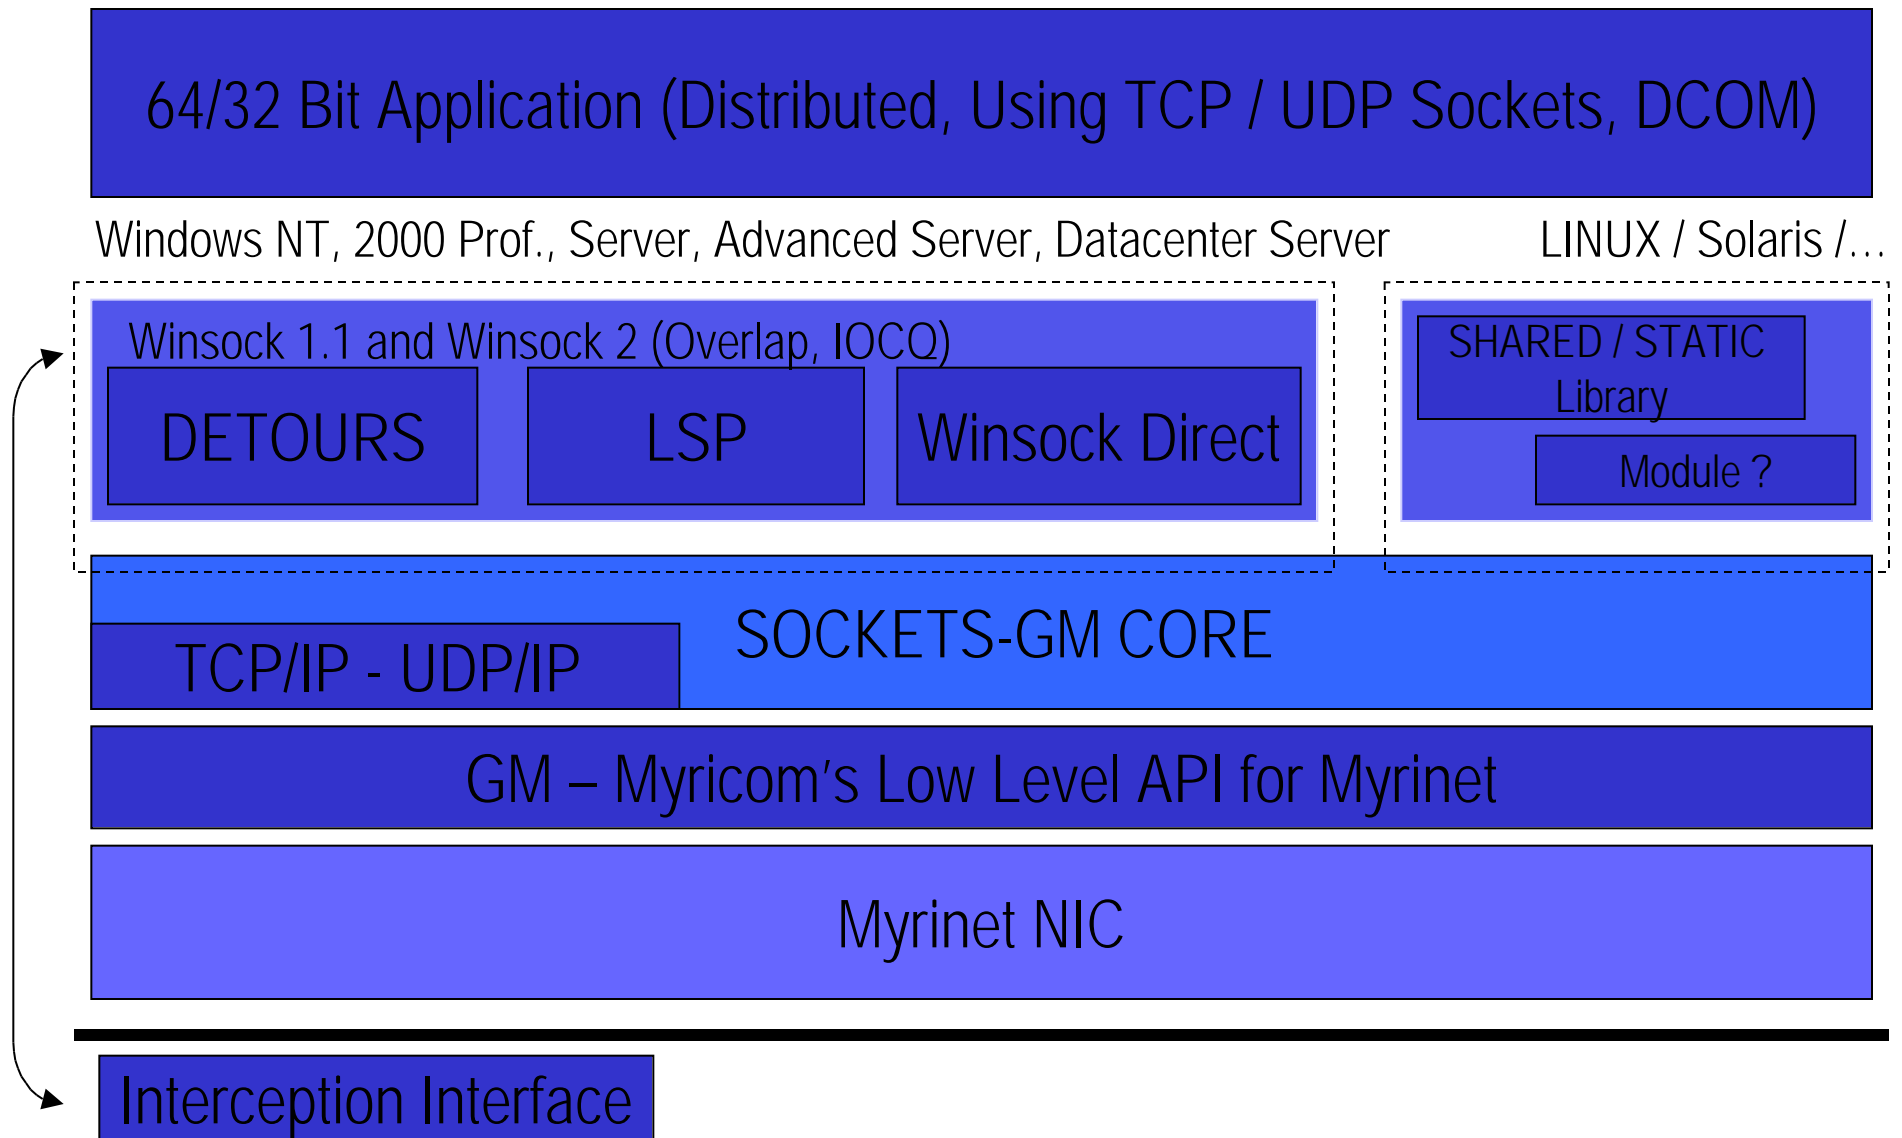 64/32 Bit Application (Distributed, Using TCP / UDP Sockets, DCOM)
Windows NT, 2000 Prof., Server, Advanced Server, Datacenter Server
LINUX / Solaris /…
Winsock 1.1 and Winsock 2 (Overlap, IOCQ)
DETOURS
LSP
Winsock Direct
SHARED / STATIC
Library
Module ?
SOCKETS-GM CORE
TCP/IP - UDP/IP
GM – Myricom’s Low Level API for Myrinet
Myrinet NIC
Interception Interface